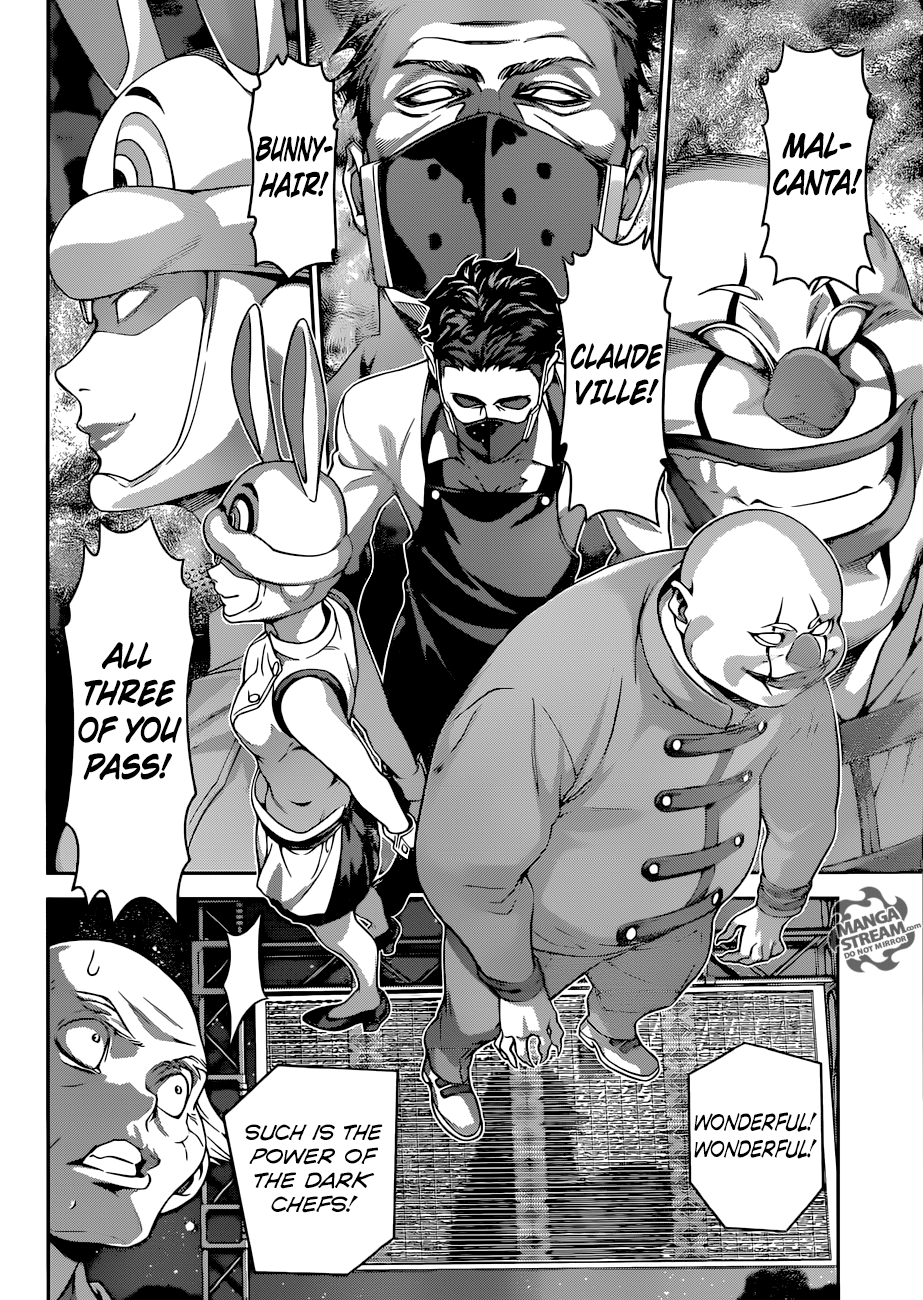 MAL-
CANTA!
CLAUDE
VILLE!
BUNNY-
HAIR!
ALL
THREE
OF YOU
PASS!
WONDERFUL!
WONDERFUL!
SUCH IS THE
POWER OF
THE DARK
CHEFS!
MANGA
STREAM.com
DO NOT MIRROR